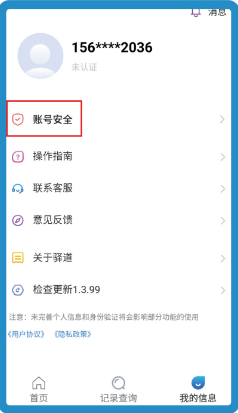 消息
156****2036
未认证
账号安全
操作指南
联系客服
意见反馈
关于驿道
检查更新1.3.99
注意：未完善个人信息和身份验证将会影响部分功能的使用
《用户协议》 《隐私政策》
首页 记录查询 我的信息